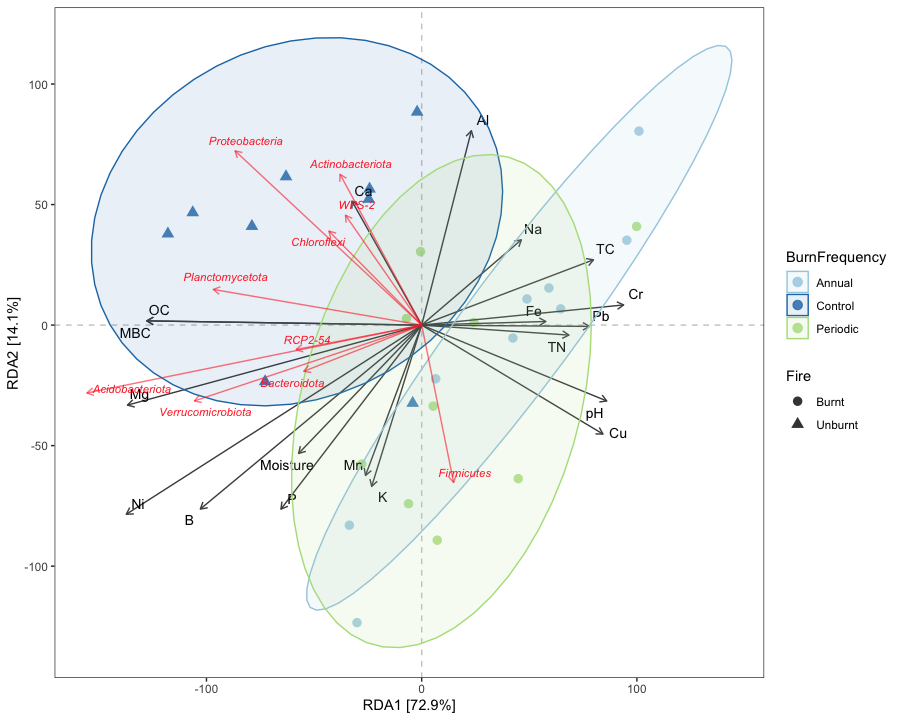 Al
100
Proteobacteria
Actinobacteriota
Ca
WPS-2
50
Na
Chloroflexi
TC
BurnFrequency
Planctomycetota
Annual
Cr
OC
Control
Fe
Pb
0
MBC
Periodic
RCP2-54
TN
RDA2 [14.1%]
Bacteroidota
Acidobacteriota
Mg
Fire
Verrucomicrobiota
pH
Burnt
Cu
Unburnt
-50
Moisture
Mn
Firmicutes
Ni
P
K
B
-100
-100
0
100
RDA1 [72.9%]